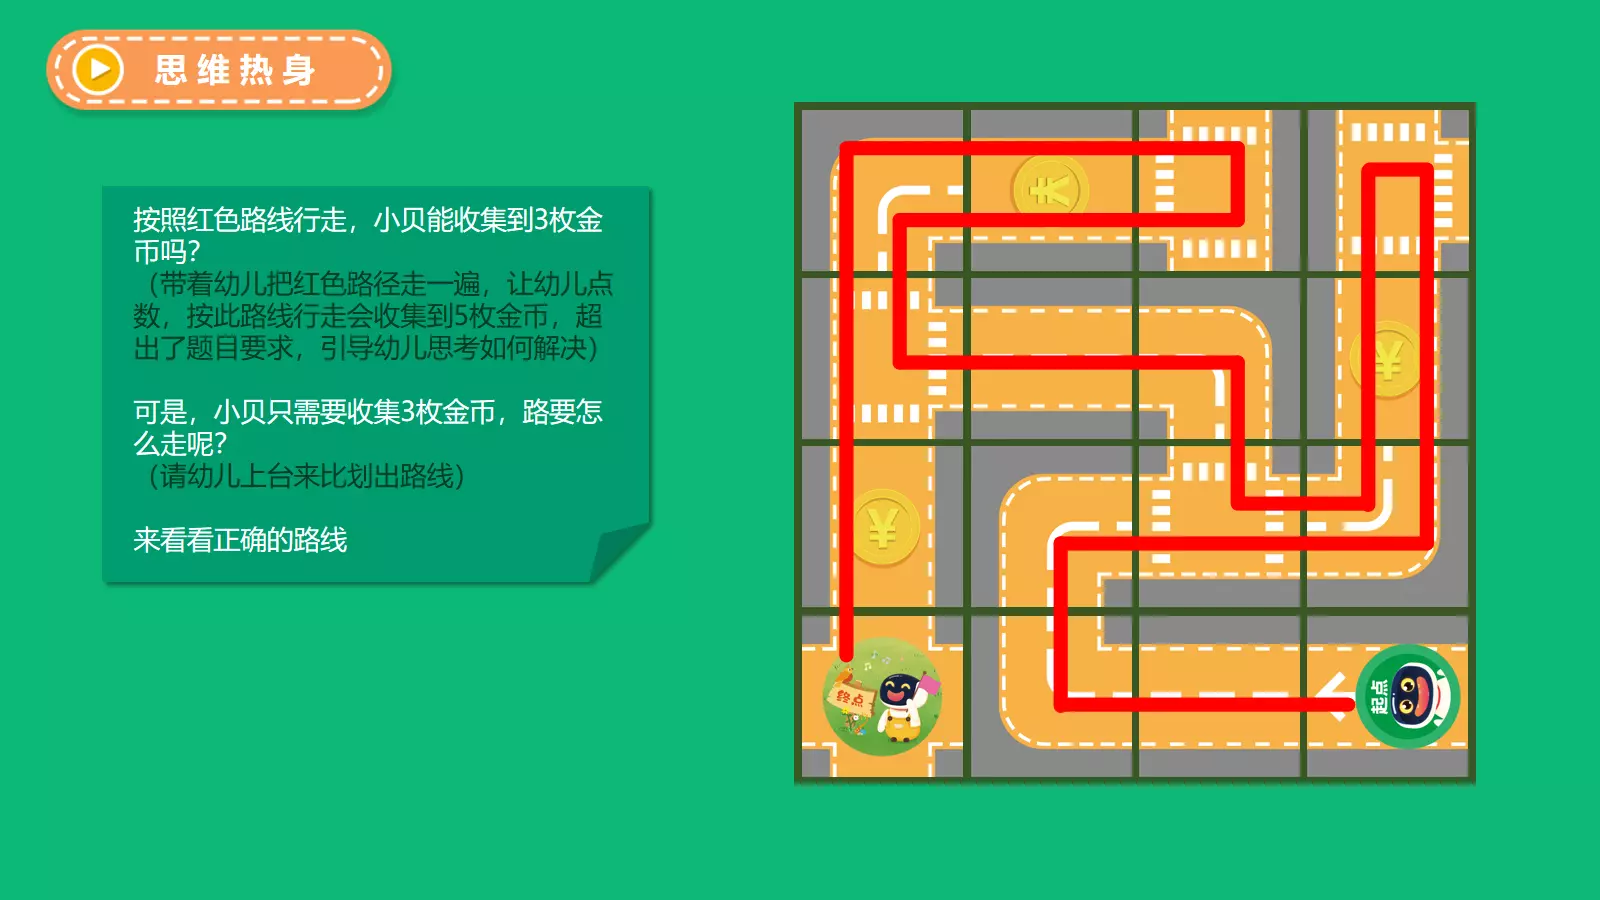 思维热身
按照红色路线行走，小贝能收集到3枚金
币吗？
（带着幼儿把红色路径走一遍，让幼儿点
数，按此路线行走会收集到5枚金币，超
出了题目要求，引导幼儿思考如何解决）
可是，小贝只需要收集3枚金币，路要怎
么走呢？
（请幼儿上台来比划出路线）
来看看正确的路线
¥
¥
¥
终点
起点